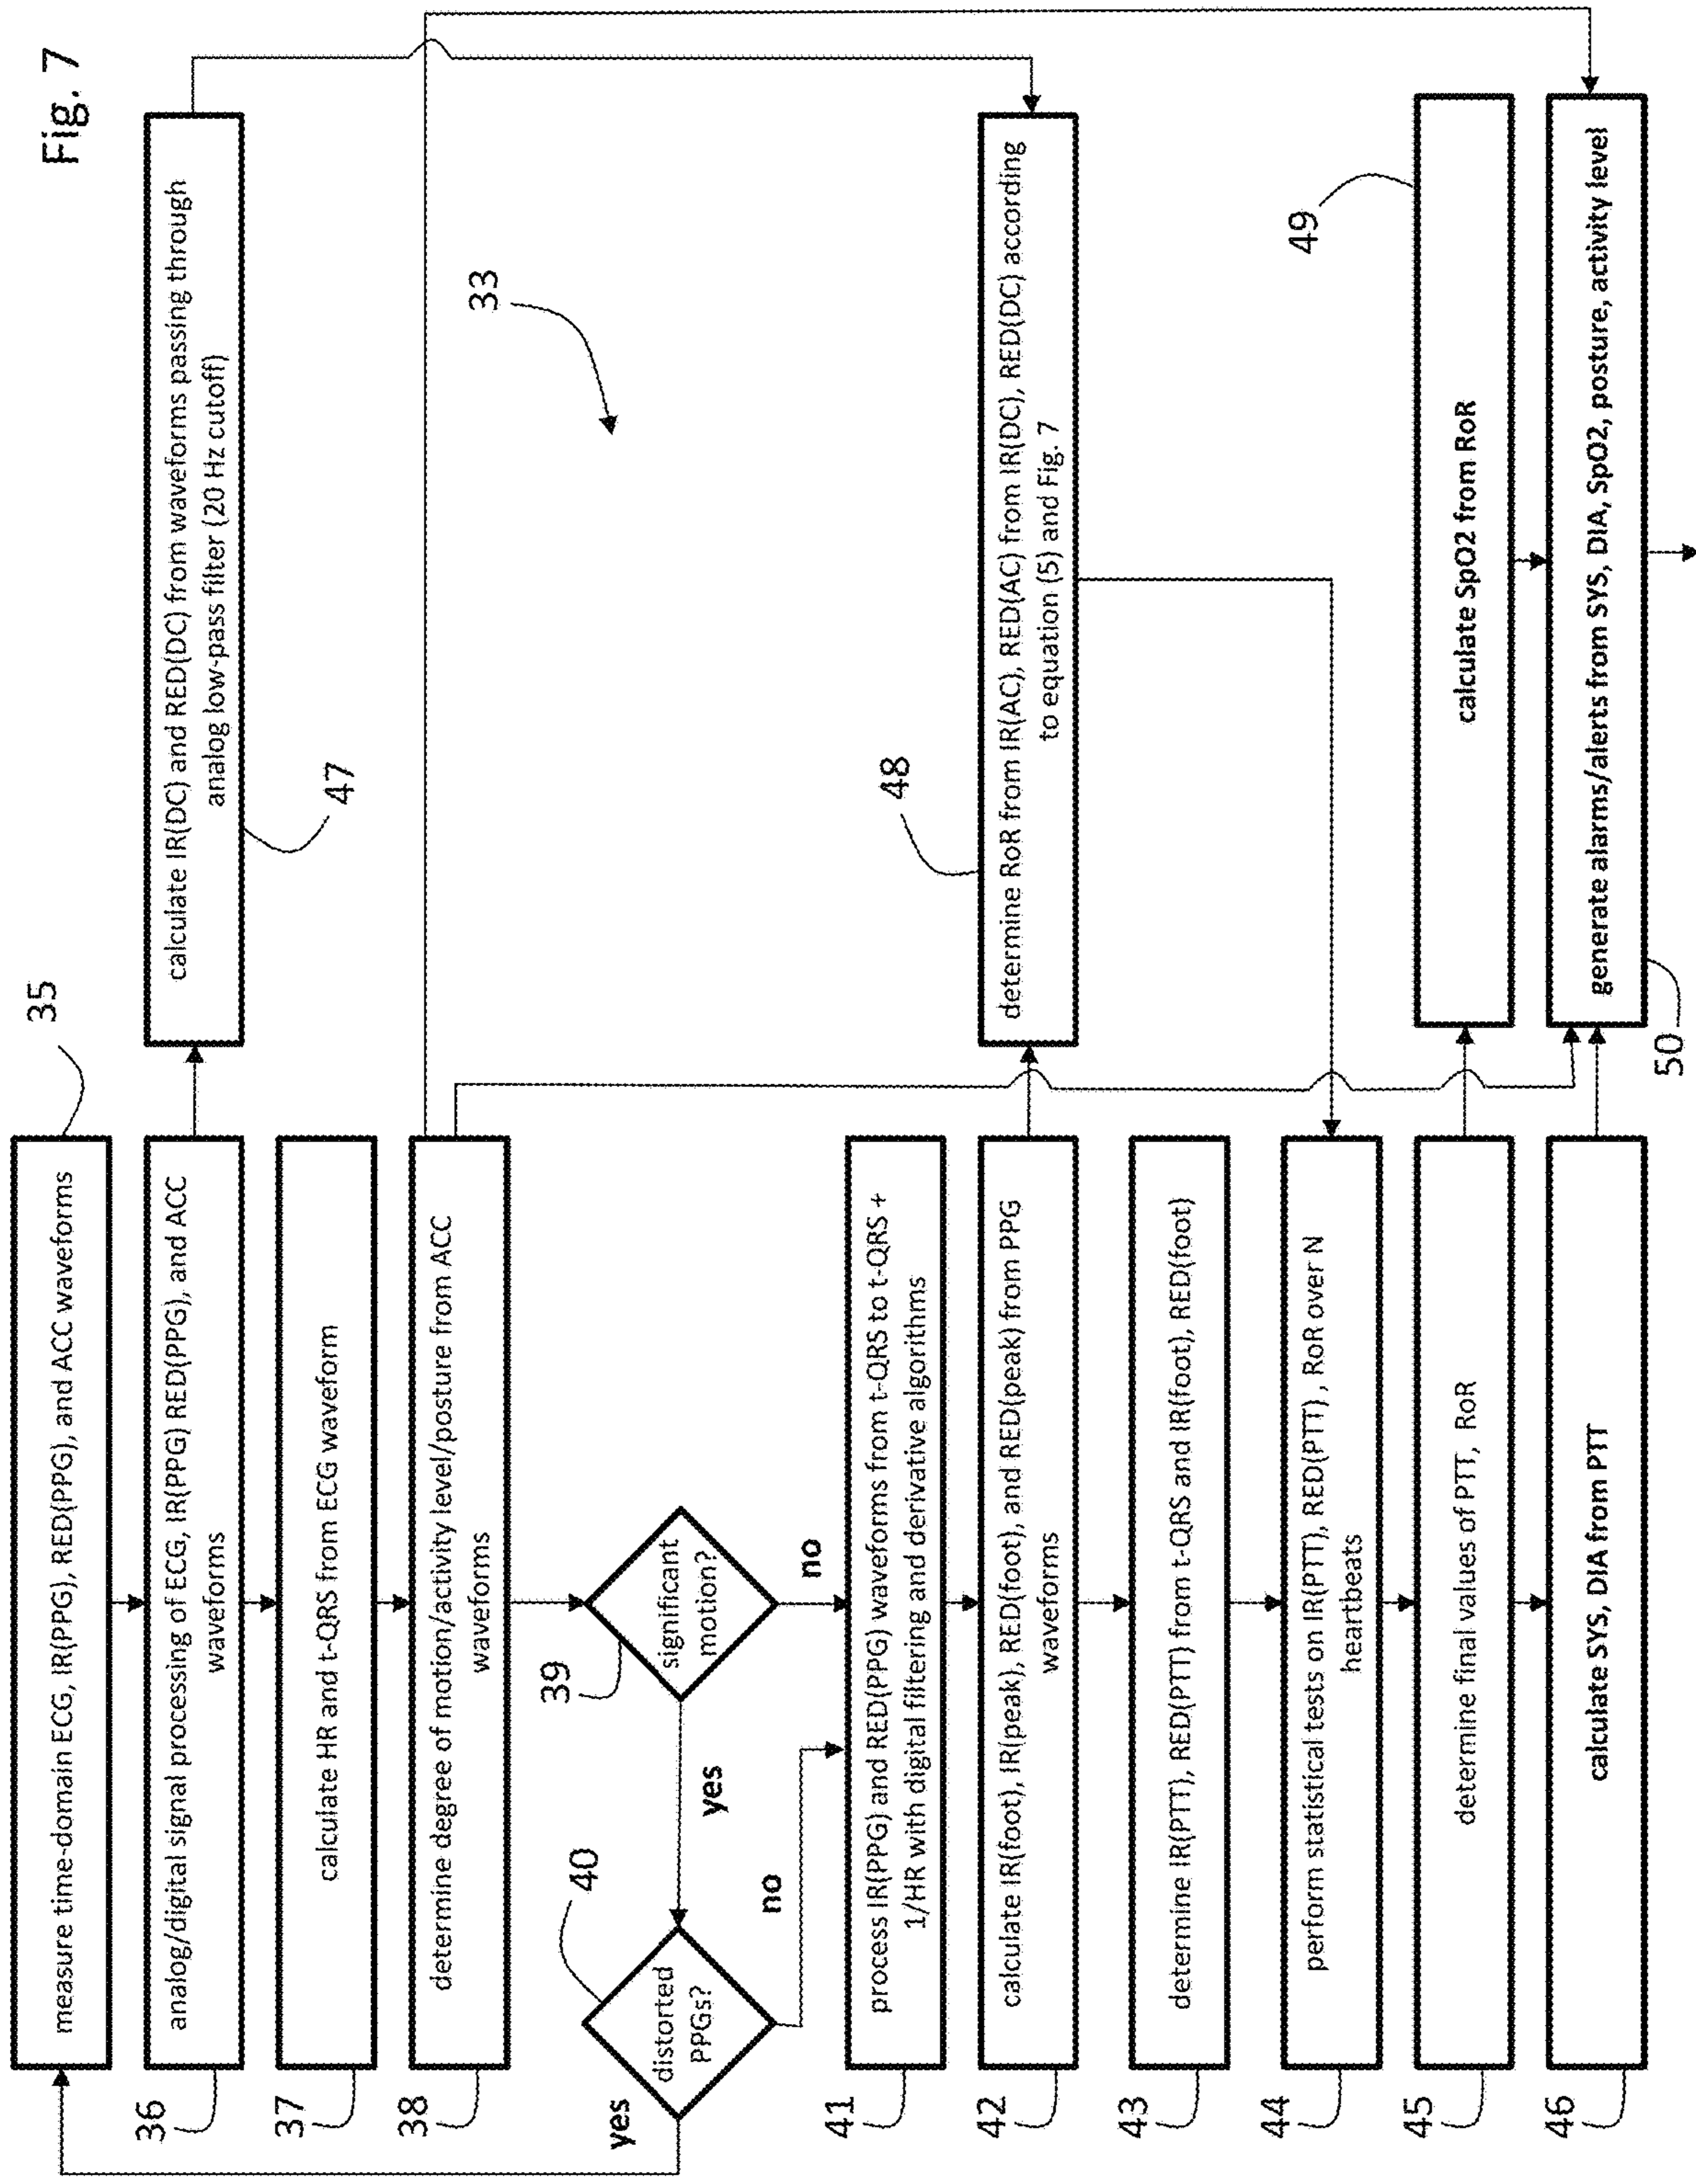 Fig. 7
35
measure time-domain ECG, IR(PPG), RED(PPG), and ACC waveforms
36
analog/digital signal processing of ECG, IR(PPG) RED(PPG), and ACC
waveforms
calculate IR(DC) and RED(DC) from waveforms passing through
analog low-pass filter (20 Hz cutoff)
47
37
calculate HR and t-QRS from ECG waveform
38
determine degree of motion/activity level/posture from ACC
waveforms
33
39
significant
motion?
yes
no
40
distorted
PPGs?
yes
no
41
process IR(PPG) and RED(PPG) waveforms from t-QRS to t-QRS +
1/HR with digital filtering and derivative algorithms
42
calculate IR(foot), IR(peak), RED(foot), and RED(peak) from PPG
waveforms
48
determine RoR from IR(AC), RED(AC) from IR(DC), RED(DC) according
to equation (5) and Fig. 7
43
determine IR(PTT), RED(PTT) from t-QRS and IR(foot), RED(foot)
44
perform statistical tests on IR(PTT), RED(PTT), RoR over N
heartbeats
45
determine final values of PTT, RoR
49
calculate SpO2 from RoR
46
calculate SYS, DIA from PTT
50
generate alarms/alerts from SYS, DIA, SpO2, posture, activity level